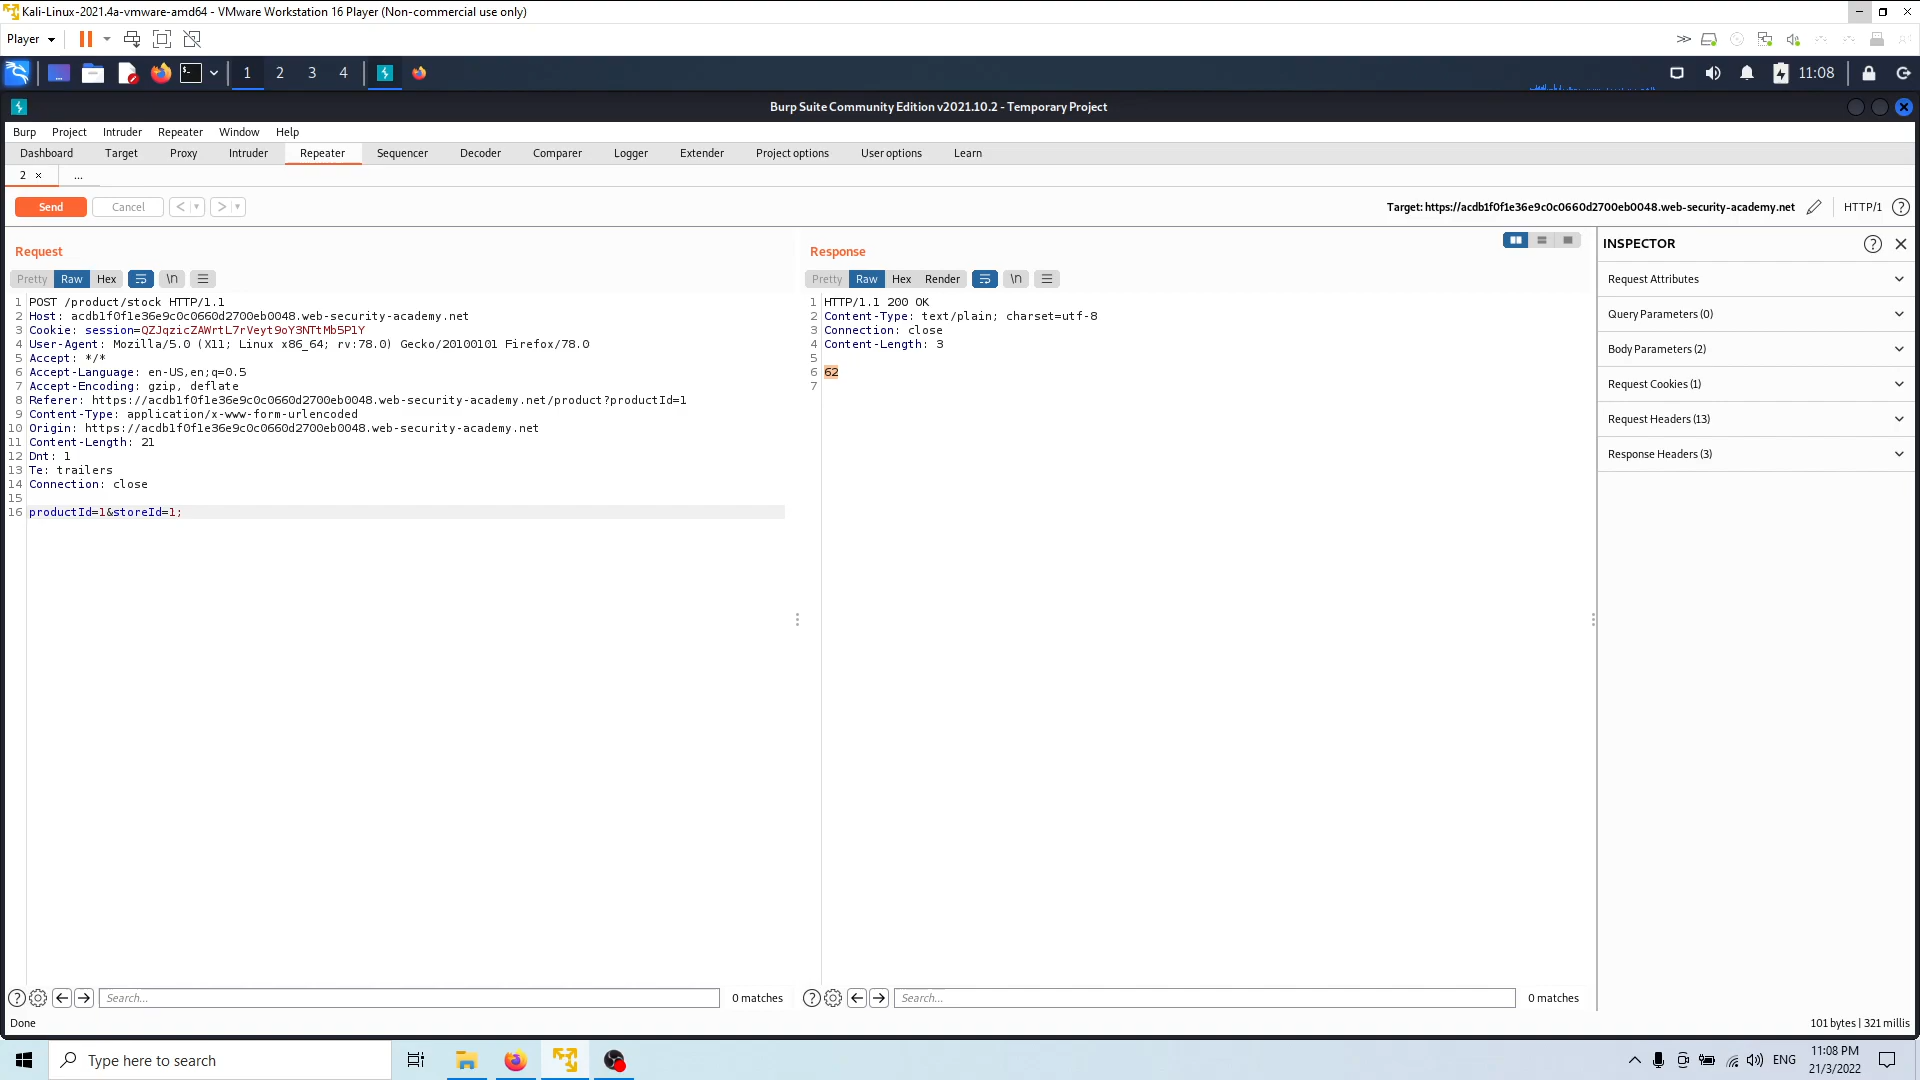 Kali-Linux-2021.4a-vmware-amd64 - VMware Workstation 16 Player (Non-commercial use only)
Player
1 2 3 4 11:08
Burp Suite Community Edition v2021.10.2 - Temporary Project
Burp Project Intruder Repeater Window Help
Dashboard Target Proxy Intruder Repeater Sequencer Decoder Comparer Logger Extender Project options User options Learn
2 × ...
Send Cancel < > Target: https://acdb1f0f1e36e9c0c0660d2700eb0048.web-security-academy.net HTTP/1 ?
Request
Pretty Raw Hex \n
1 POST /product/stock HTTP/1.1
2 Host: acdb1f0f1e36e9c0c0660d2700eb0048.web-security-academy.net
3 Cookie: session=QZJqzicZAWrtL7rVeyt9oY3NTtMb5P1Y
4 User-Agent: Mozilla/5.0 (X11; Linux x86_64; rv:78.0) Gecko/20100101 Firefox/78.0
5 Accept: */*
6 Accept-Language: en-US,en;q=0.5
7 Accept-Encoding: gzip, deflate
8 Referer: https://acdb1f0f1e36e9c0c0660d2700eb0048.web-security-academy.net/product?productId=1
9 Content-Type: application/x-www-form-urlencoded
10 Origin: https://acdb1f0f1e36e9c0c0660d2700eb0048.web-security-academy.net
11 Content-Length: 21
12 Dnt: 1
13 Te: trailers
14 Connection: close
15
16 productId=1&storeId=1;
? Search... 0 matches
Response
Pretty Raw Hex Render \n
1 HTTP/1.1 200 OK
2 Content-Type: text/plain; charset=utf-8
3 Connection: close
4 Content-Length: 3
5
6 62
7
? Search... 0 matches
INSPECTOR ?
Request Attributes
Query Parameters (0)
Body Parameters (2)
Request Cookies (1)
Request Headers (13)
Response Headers (3)
Done 101 bytes | 321 millis
Type here to search ENG 11:08 PM
21/3/2022